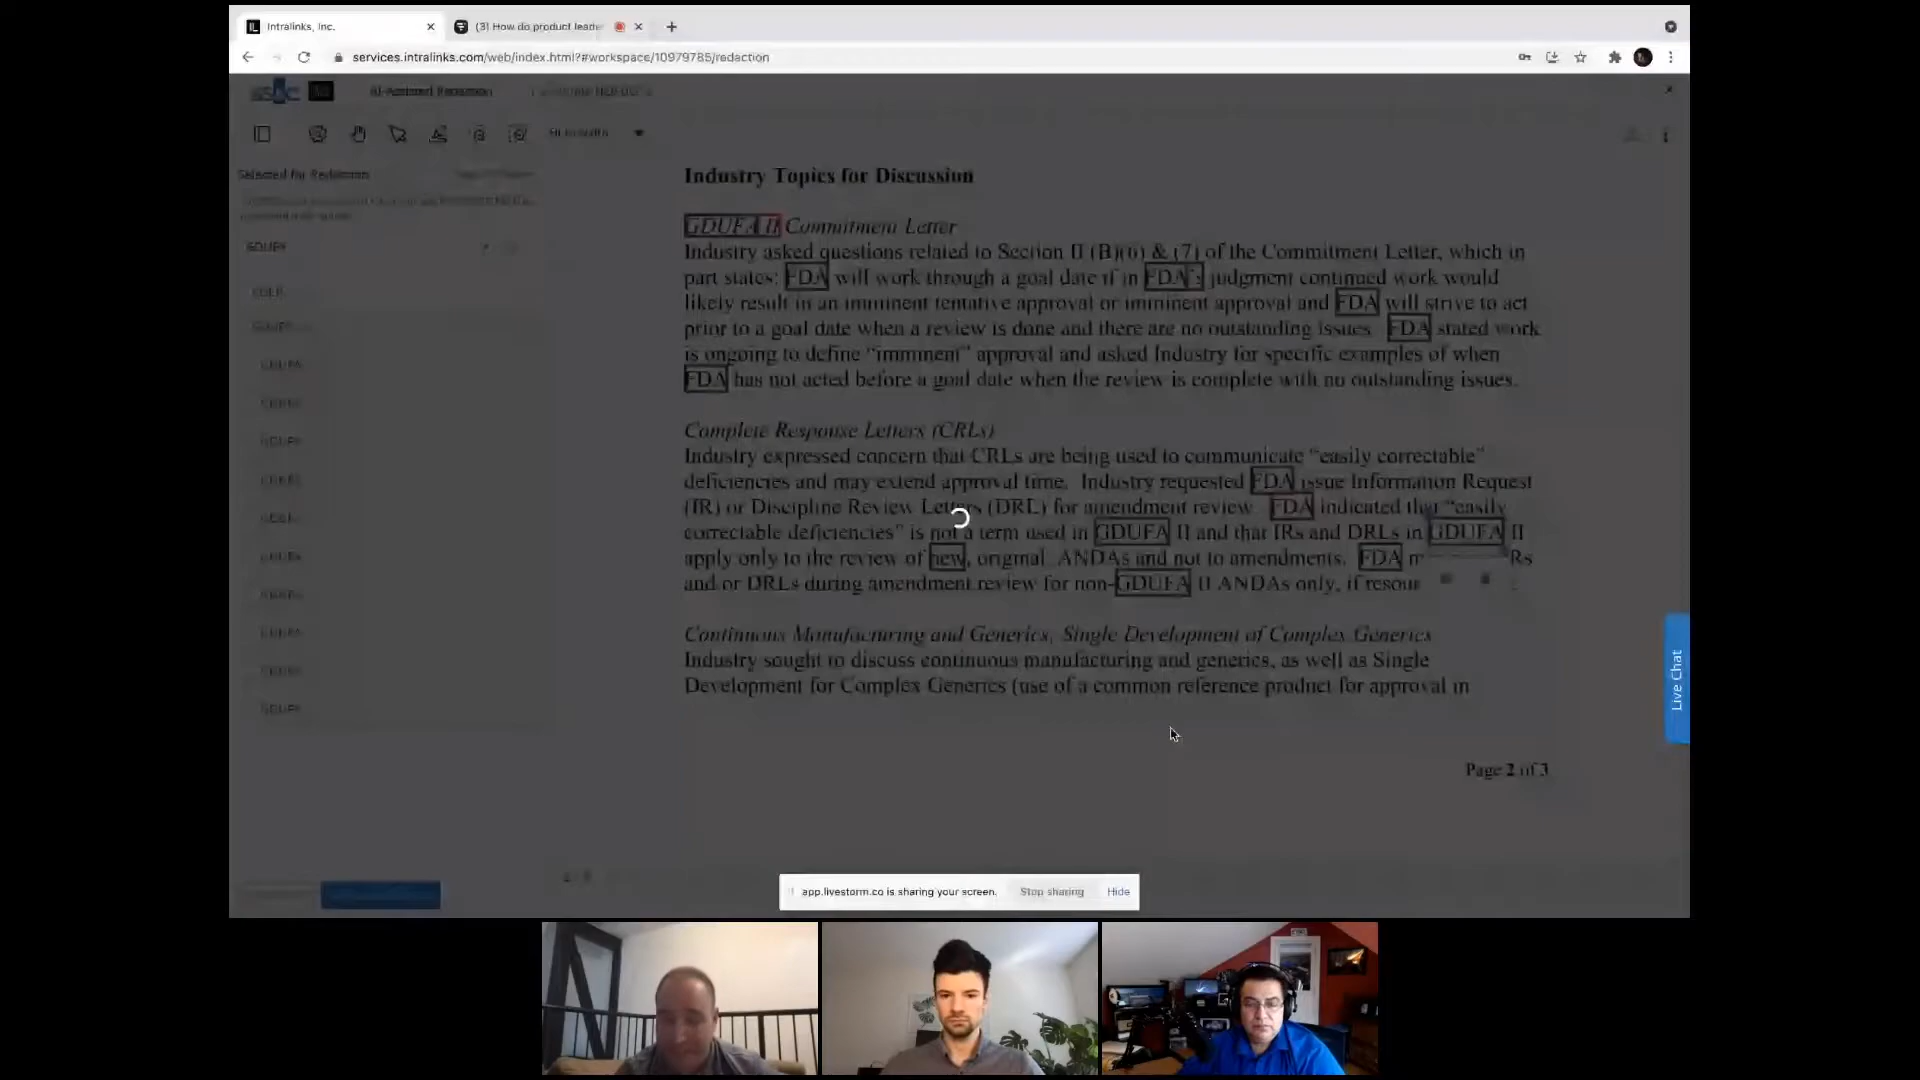 Intralinks, Inc.
(3) How do product leade
services.intralinks.com/web/index.html?#workspace/10979785/redaction
AI-Assisted Redaction
Selected for Redaction
Industry Topics for Discussion
GDUFA II Commitment Letter
Industry asked questions related to Section II (B)(6) & (7) of the Commitment Letter, which in
part states: FDA will work through a goal date if in FDA's judgment continued work would
likely result in an imminent tentative approval or imminent approval and FDA will strive to act
prior to a goal date when a review is done and there are no outstanding issues. FDA stated work
is ongoing to define “imminent” approval and asked Industry for specific examples of when
FDA has not acted before a goal date when the review is complete with no outstanding issues.
Complete Response Letters (CRLs)
Industry expressed concern that CRLs are being used to communicate “easily correctable”
deficiencies and may extend approval time. Industry requested FDA issue Information Request
(IR) or Discipline Review Letters (DRL) for amendment review. FDA indicated that “easily
correctable deficiencies” is not a term used in GDUFA II and that IRs and DRLs in GDUFA II
apply only to the review of new, original ANDAs and not to amendments. FDA m Rs
and or DRLs during amendment review for non-GDUFA II ANDAs only, if resour
Continuous Manufacturing and Generics, Single Development of Complex Generics
Industry sought to discuss continuous manufacturing and generics, as well as Single
Development for Complex Generics (use of a common reference product for approval in
Page 2 of 3
Live Chat
app.livestorm.co is sharing your screen.
Stop sharing
Hide